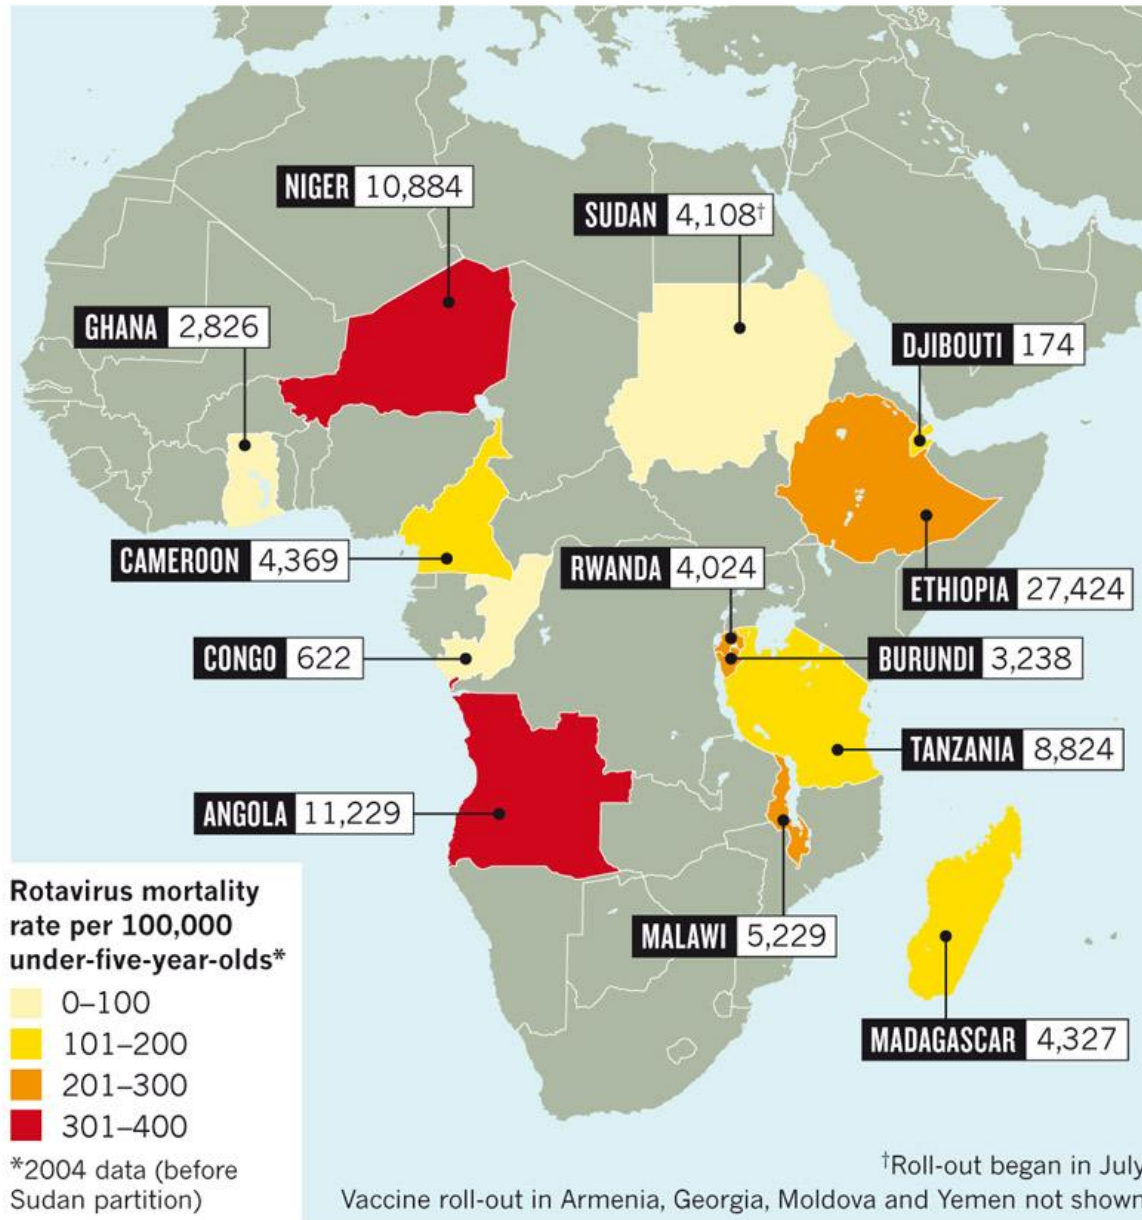 NIGER 10,884
SUDAN 4,108†
GHANA 2,826
DJIBOUTI 174
CAMEROON 4,369
RWANDA 4,024
ETHIOPIA 27,424
CONGO 622
BURUNDI 3,238
TANZANIA 8,824
ANGOLA 11,229
MALAWI 5,229
MADAGASCAR 4,327
Rotavirus mortality
rate per 100,000
under-five-year-olds*
0–100
101–200
201–300
301–400
*2004 data (before
Sudan partition)
†Roll-out began in July
Vaccine roll-out in Armenia, Georgia, Moldova and Yemen not shown